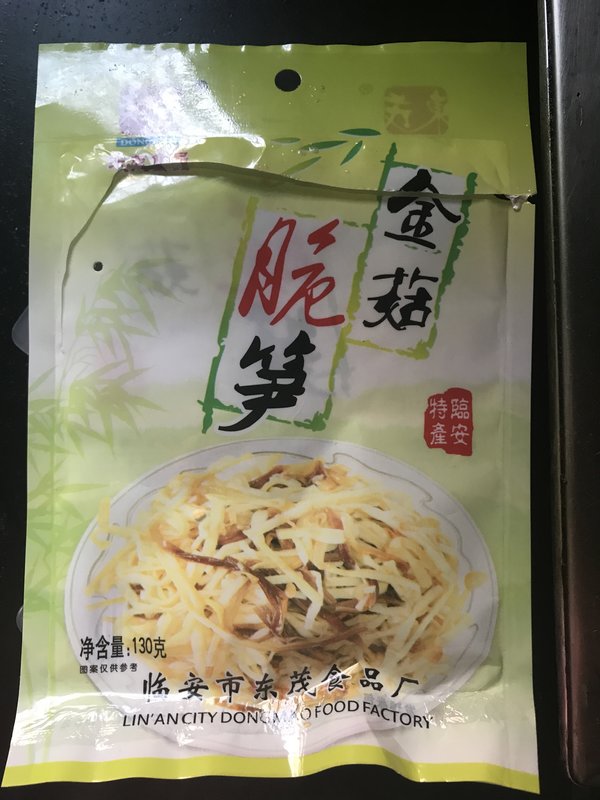 金菇
脆笋
臨安
特產
净含量:130克
图案仅供参考
临安市东茂食品厂
LIN'AN CITY DONGMAO FOOD FACTORY